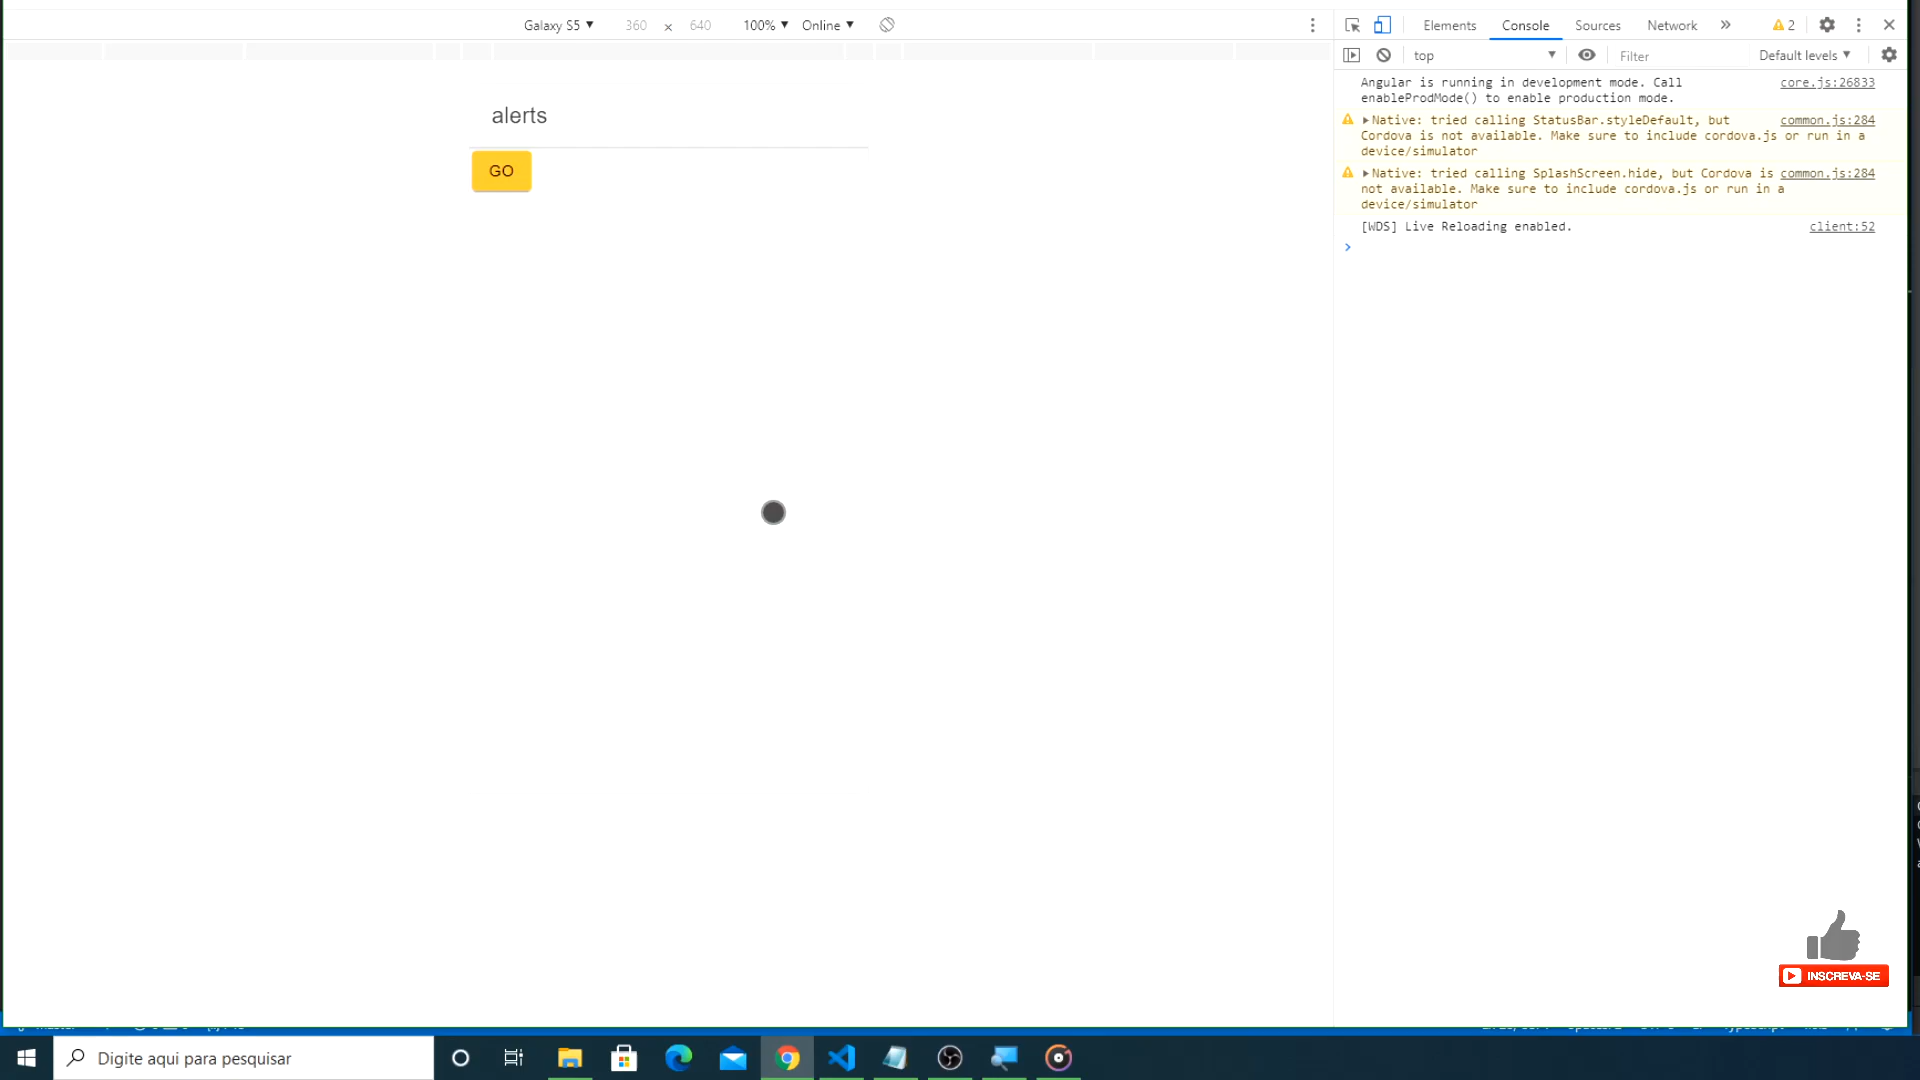 Galaxy S5 ▼ 360 x 640 100% ▼ Online ▼
Elements Console Sources Network » 2
top ▼ Filter Default levels ▼
Angular is running in development mode. Call core.js:26833
enableProdMode() to enable production mode.
Native: tried calling StatusBar.styleDefault, but common.js:284
Cordova is not available. Make sure to include cordova.js or run in a
device/simulator
Native: tried calling SplashScreen.hide, but Cordova is common.js:284
not available. Make sure to include cordova.js or run in a
device/simulator
[WDS] Live Reloading enabled. client:52
alerts
GO
INSCREVA-SE
Digite aqui para pesquisar